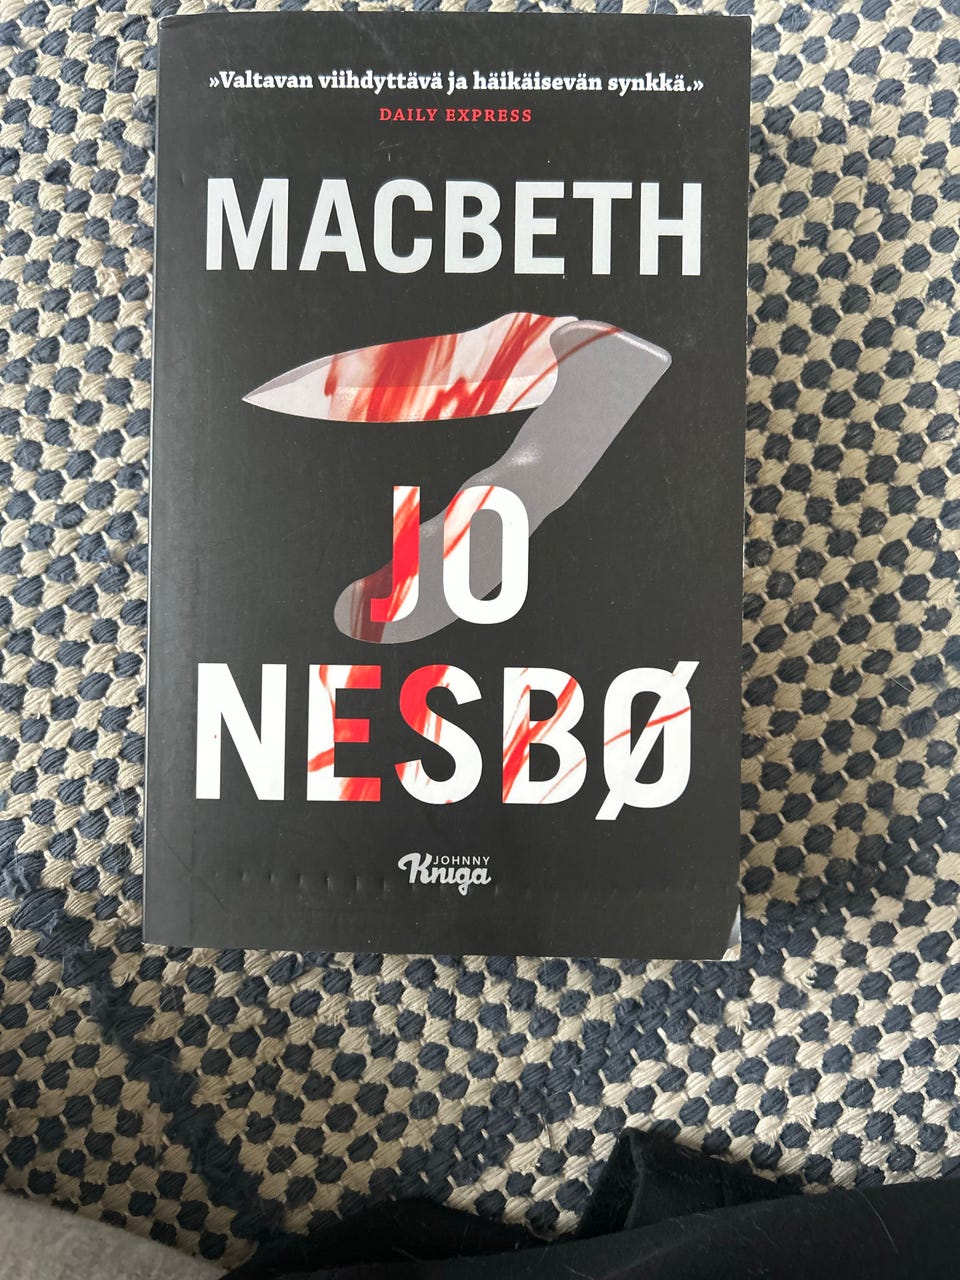 »Valtavan viihdyttävä ja häikäisevän synkkä.»
DAILY EXPRESS
MACBETH
JO
NESBØ
JOHNNY
Kniga